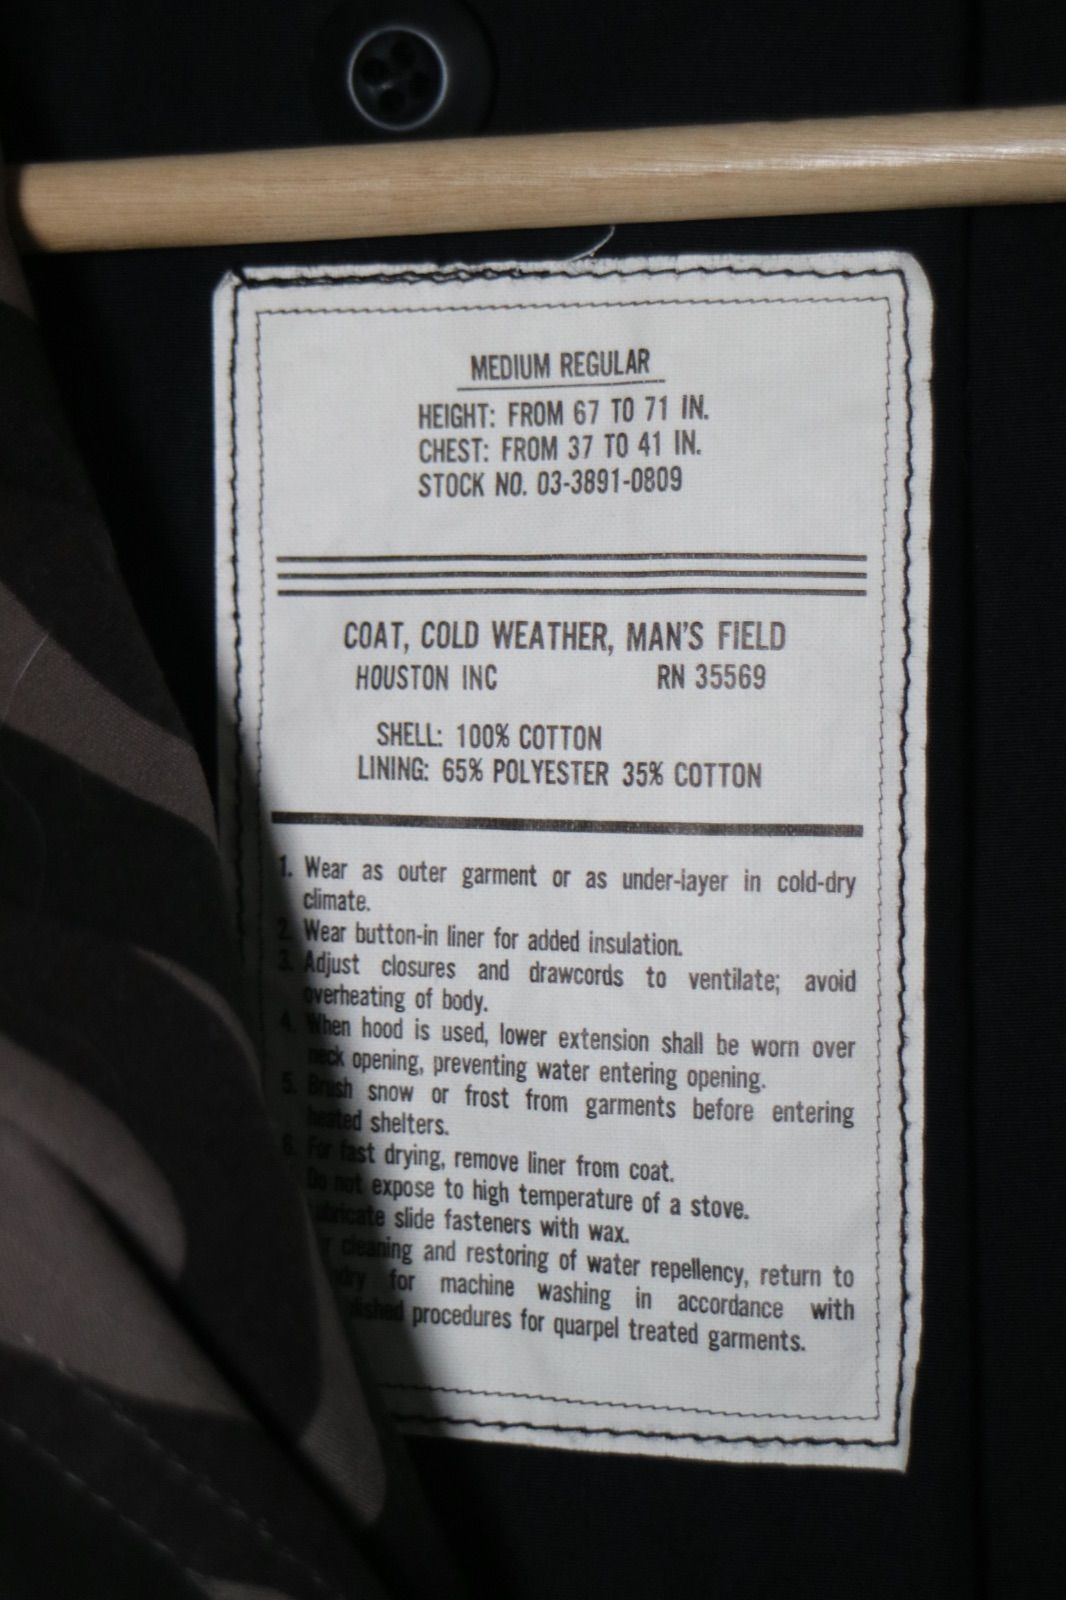 MEDIUM REGULAR
HEIGHT: FROM 67 TO 71 IN.
CHEST: FROM 37 TO 41 IN.
STOCK NO. 03-3891-0809
COAT, COLD WEATHER, MAN'S FIELD
HOUSTON INC RN 35569
SHELL: 100% COTTON
LINING: 65% POLYESTER 35% COTTON
1. Wear as outer garment or as under-layer in cold-dry
climate.
2. Wear button-in liner for added insulation.
3. Adjust closures and drawcords to ventilate; avoid
overheating of body.
4. When hood is used, lower extension shall be worn over
neck opening, preventing water entering opening.
5. Brush snow or frost from garments before entering
heated shelters.
6. For fast drying, remove liner from coat.
Do not expose to high temperature of a stove.
Lubricate slide fasteners with wax.
cleaning and restoring of water repellency, return to
for machine washing in accordance with
procedures for quarpel treated garments.